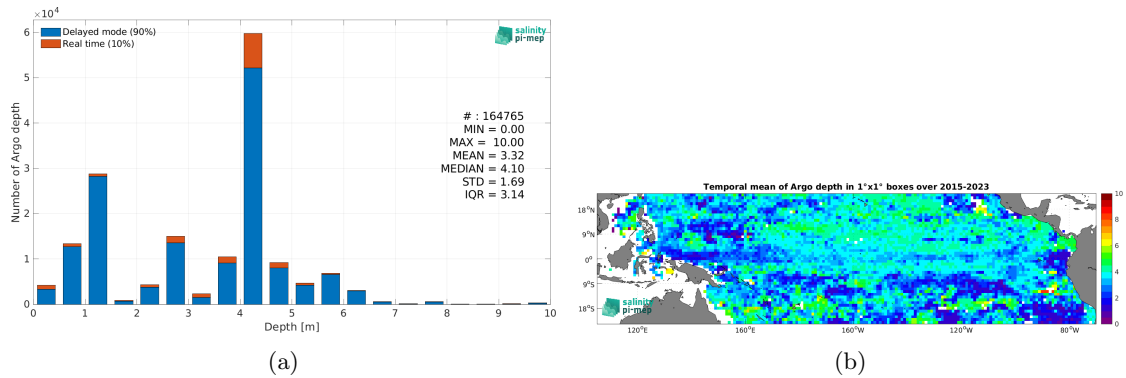 ×10⁴
Delayed mode (90%)
Real time (10%)
salinity
pi-mep
6
5
4
3
2
1
0
Number of Argo depth
# : 164765
MIN = 0.00
MAX = 10.00
MEAN = 3.32
MEDIAN = 4.10
STD = 1.69
IQR = 3.14
0 1 2 3 4 5 6 7 8 9 10
Depth [m]
(a)
Temporal mean of Argo depth in 1°x1° boxes over 2015-2023
18°N
9°N
0°
9°S
18°S
salinity
pi-mep
120°E 160°E 160°W 120°W 80°W
10
8
6
4
2
0
(b)